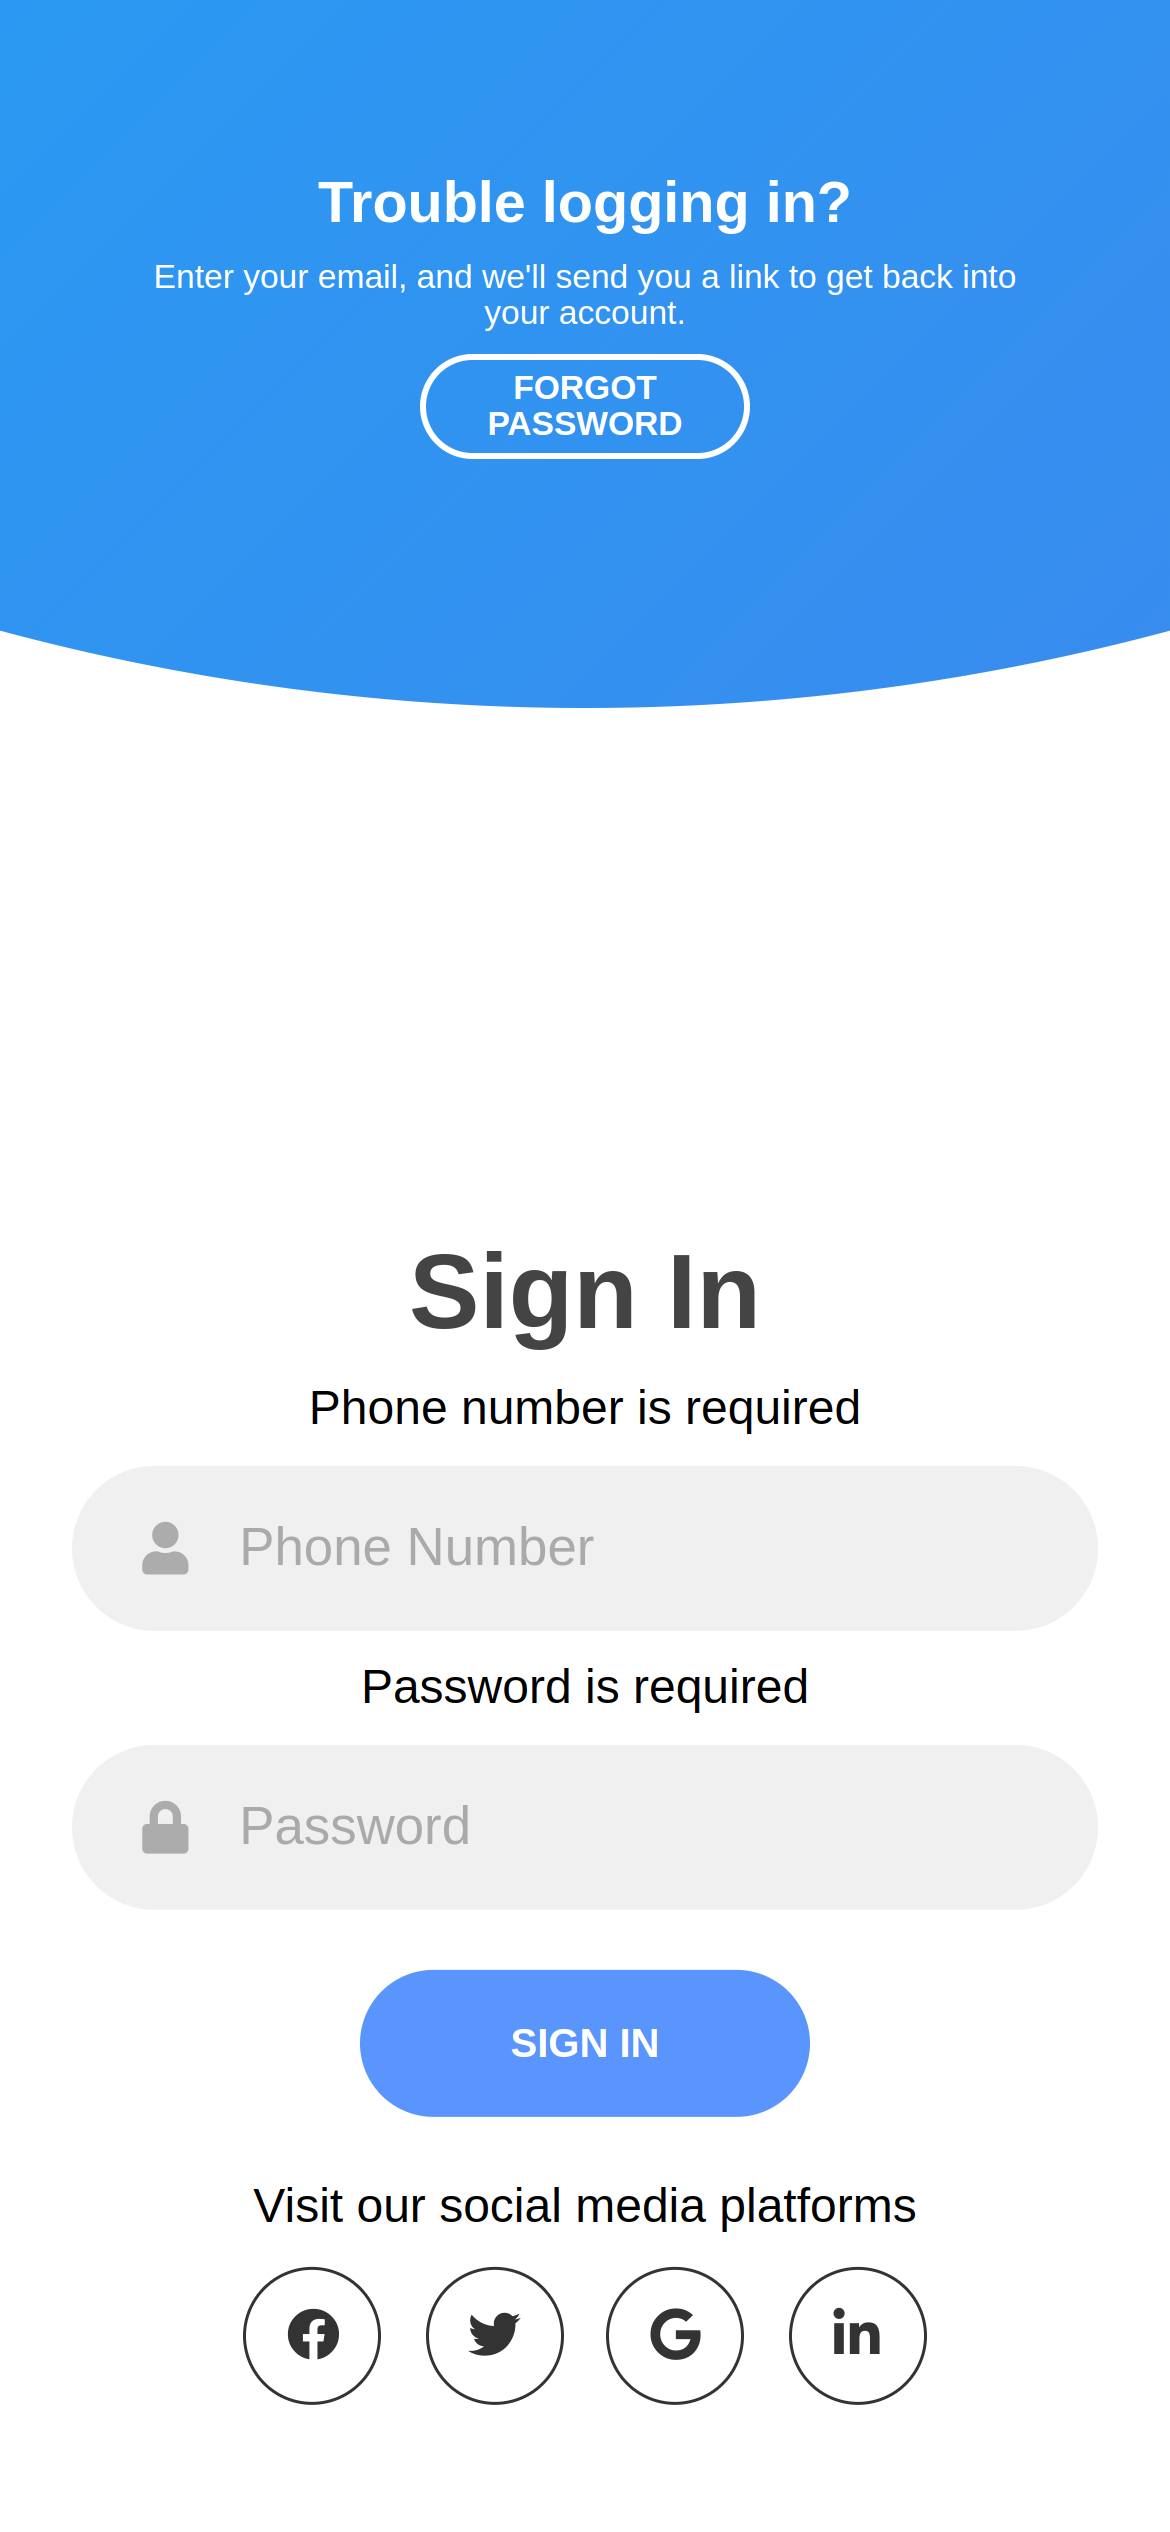 Trouble logging in?
Enter your email, and we'll send you a link to get back into
your account.
FORGOT
PASSWORD
Sign In
Phone number is required
Phone Number
Password is required
Password
SIGN IN
Visit our social media platforms